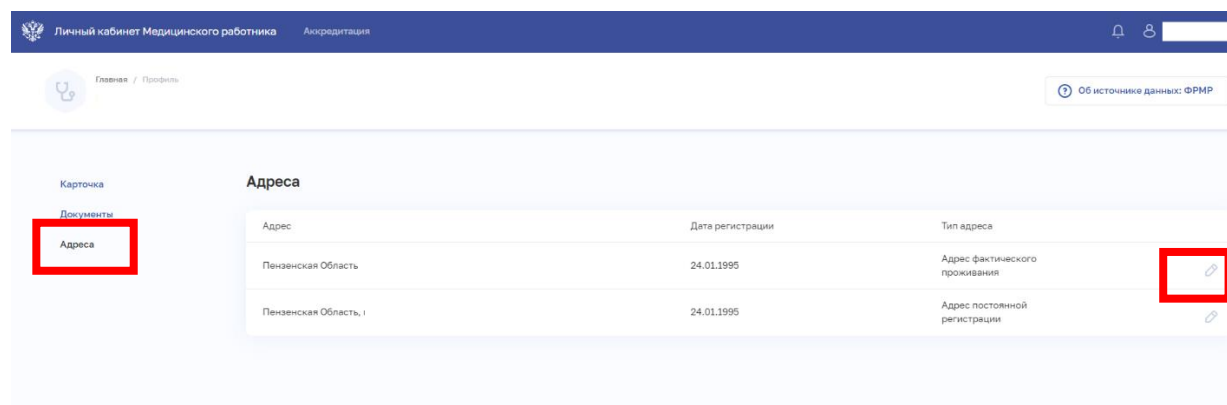 Личный кабинет Медицинского работника Аккредитация
Главная / Профиль
Об источнике данных: ФРМР
Карточка
Документы
Адреса
Адреса
Адрес Дата регистрации Тип адреса
Пензенская Область 24.01.1995 Адрес фактического
проживания
Пензенская Область, 24.01.1995 Адрес постоянной
регистрации